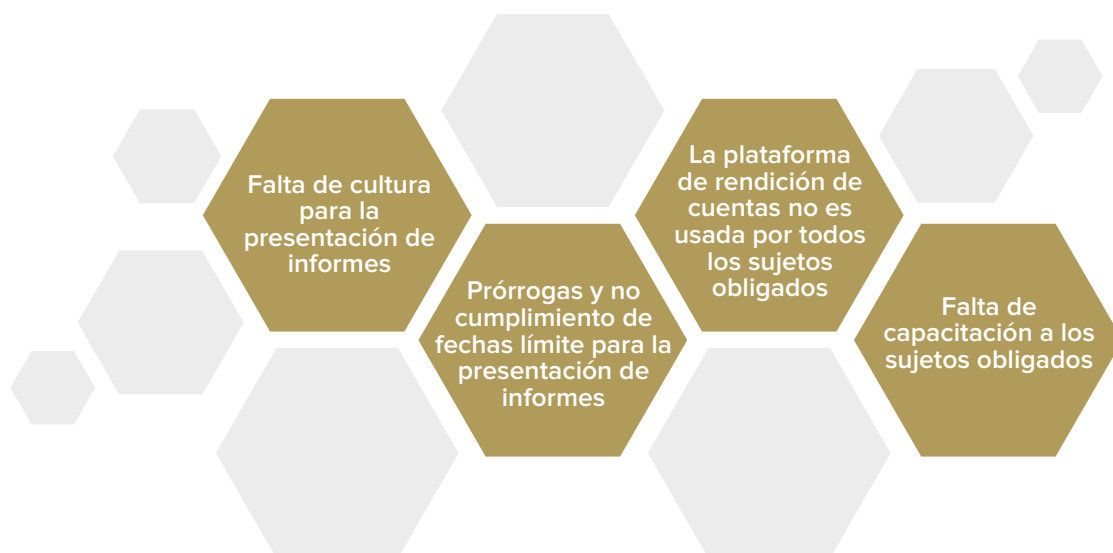 Falta de cultura
para la
presentación de
informes
Prórrogas y no
cumplimiento de
fechas límite para la
presentación de
informes
La plataforma
de rendición de
cuentas no es
usada por todos
los sujetos
obligados
Falta de
capacitación a los
sujetos obligados